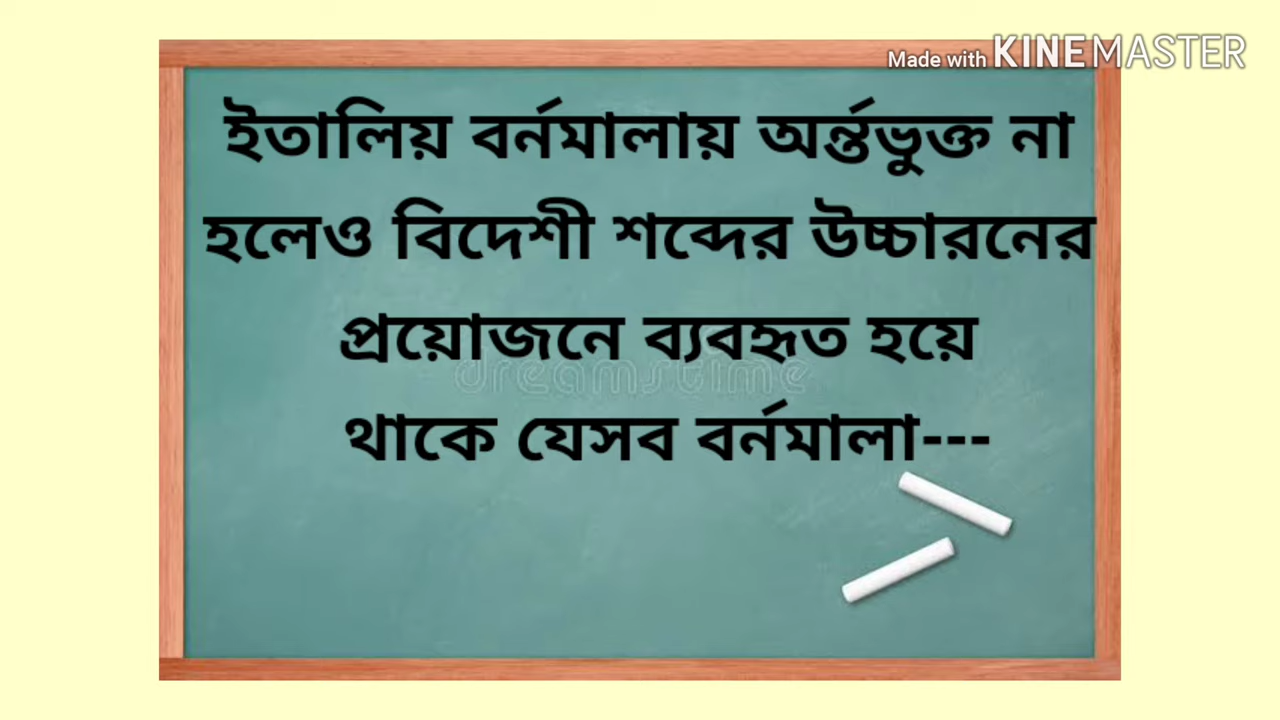 Made with KINEMASTER
ইতালিয় বর্নমালায় অর্ন্তভুক্ত না
হলেও বিদেশী শব্দের উচ্চারনের
প্রয়োজনে ব্যবহৃত হয়ে
dreamstime
থাকে যেসব বর্নমালা---